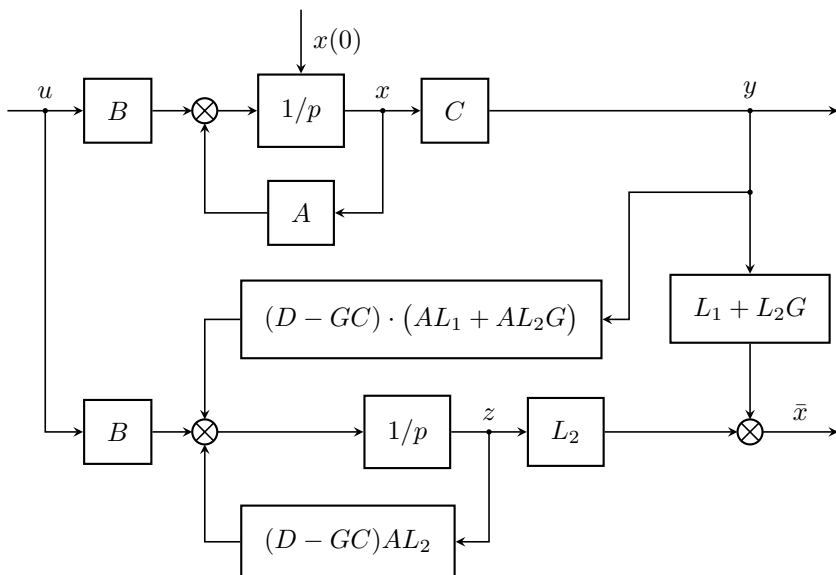 x(0)
u
B
1/p
x
C
y
A
(D − GC) · (AL₁ + AL₂G)
L₁ + L₂G
B
1/p
z
L₂
x̄
(D − GC)AL₂